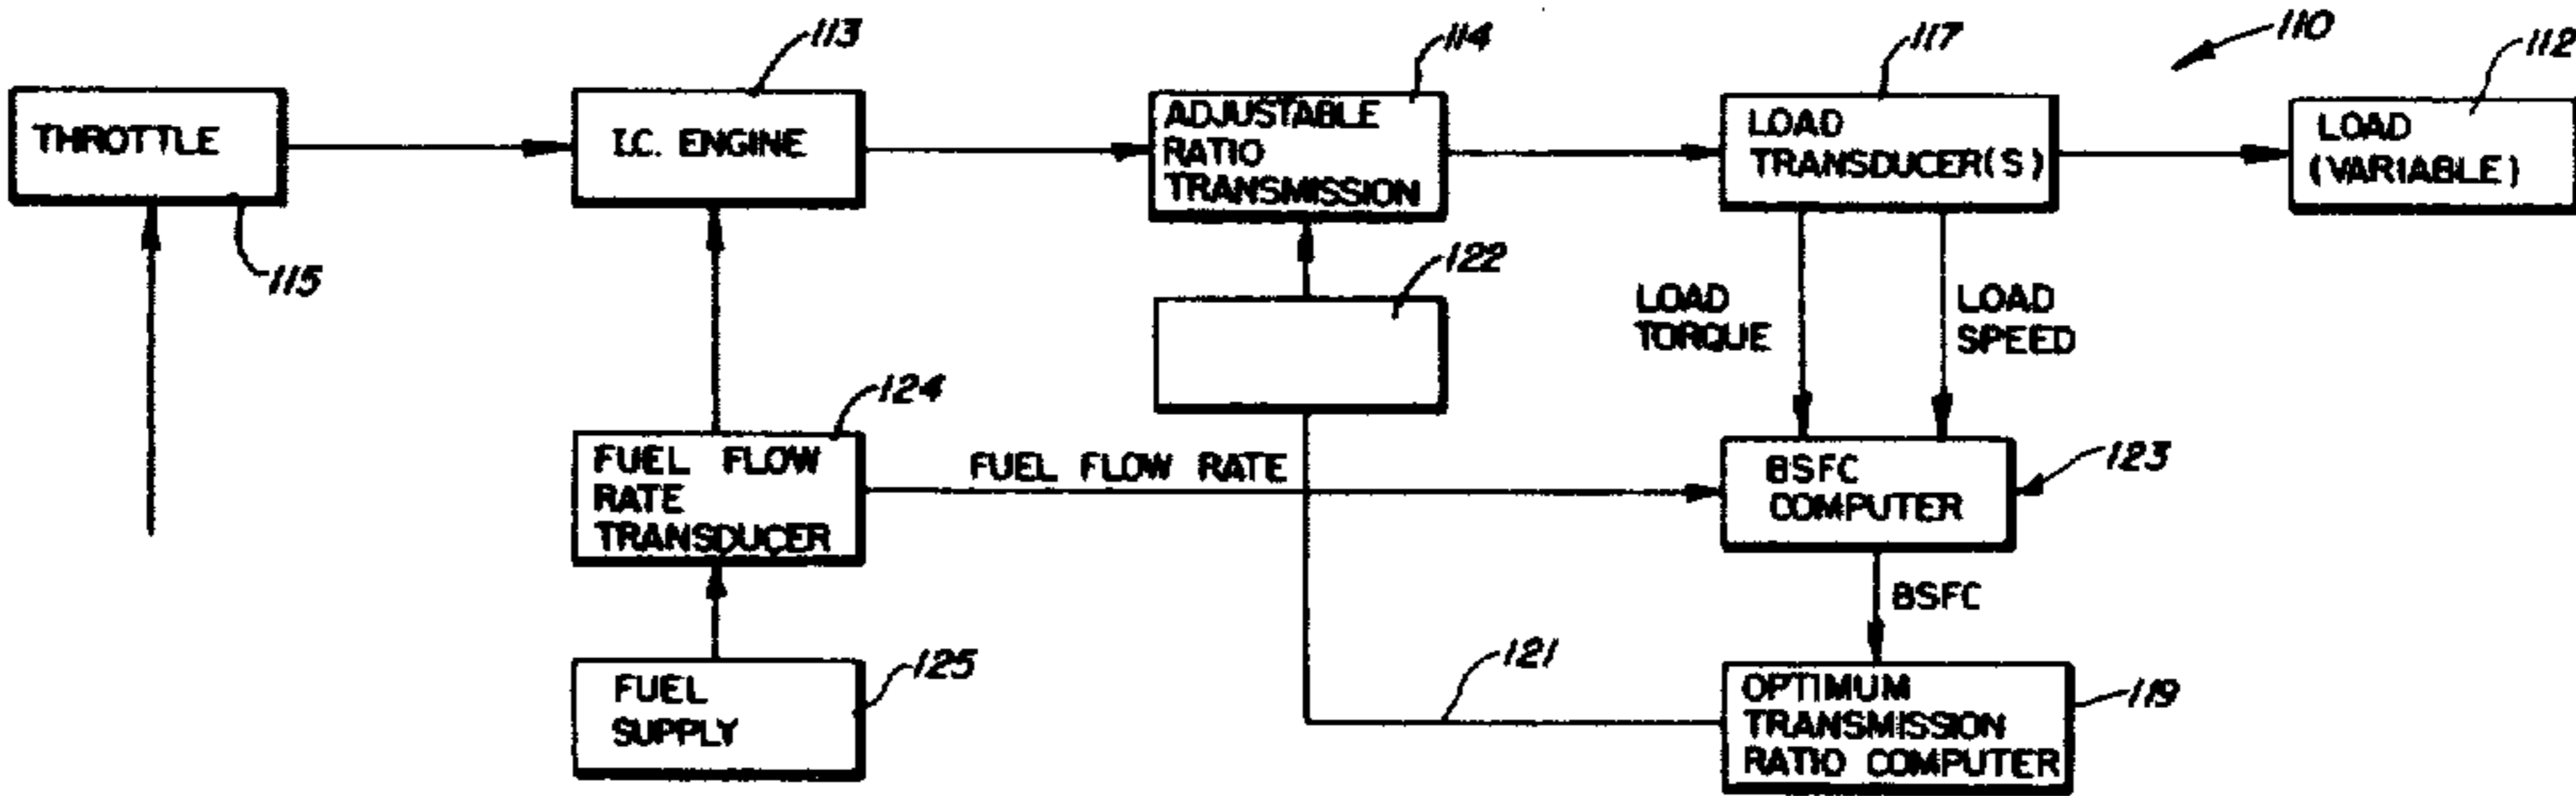 110
113
114
117
112
THROTTLE
I.C. ENGINE
ADJUSTABLE
RATIO
TRANSMISSION
LOAD
TRANSDUCER(S)
LOAD
(VARIABLE)
115
122
LOAD
TORQUE
LOAD
SPEED
124
FUEL FLOW
RATE
TRANSDUCER
FUEL FLOW RATE
BSFC
COMPUTER
123
BSFC
125
FUEL
SUPPLY
121
OPTIMUM
TRANSMISSION
RATIO COMPUTER
119